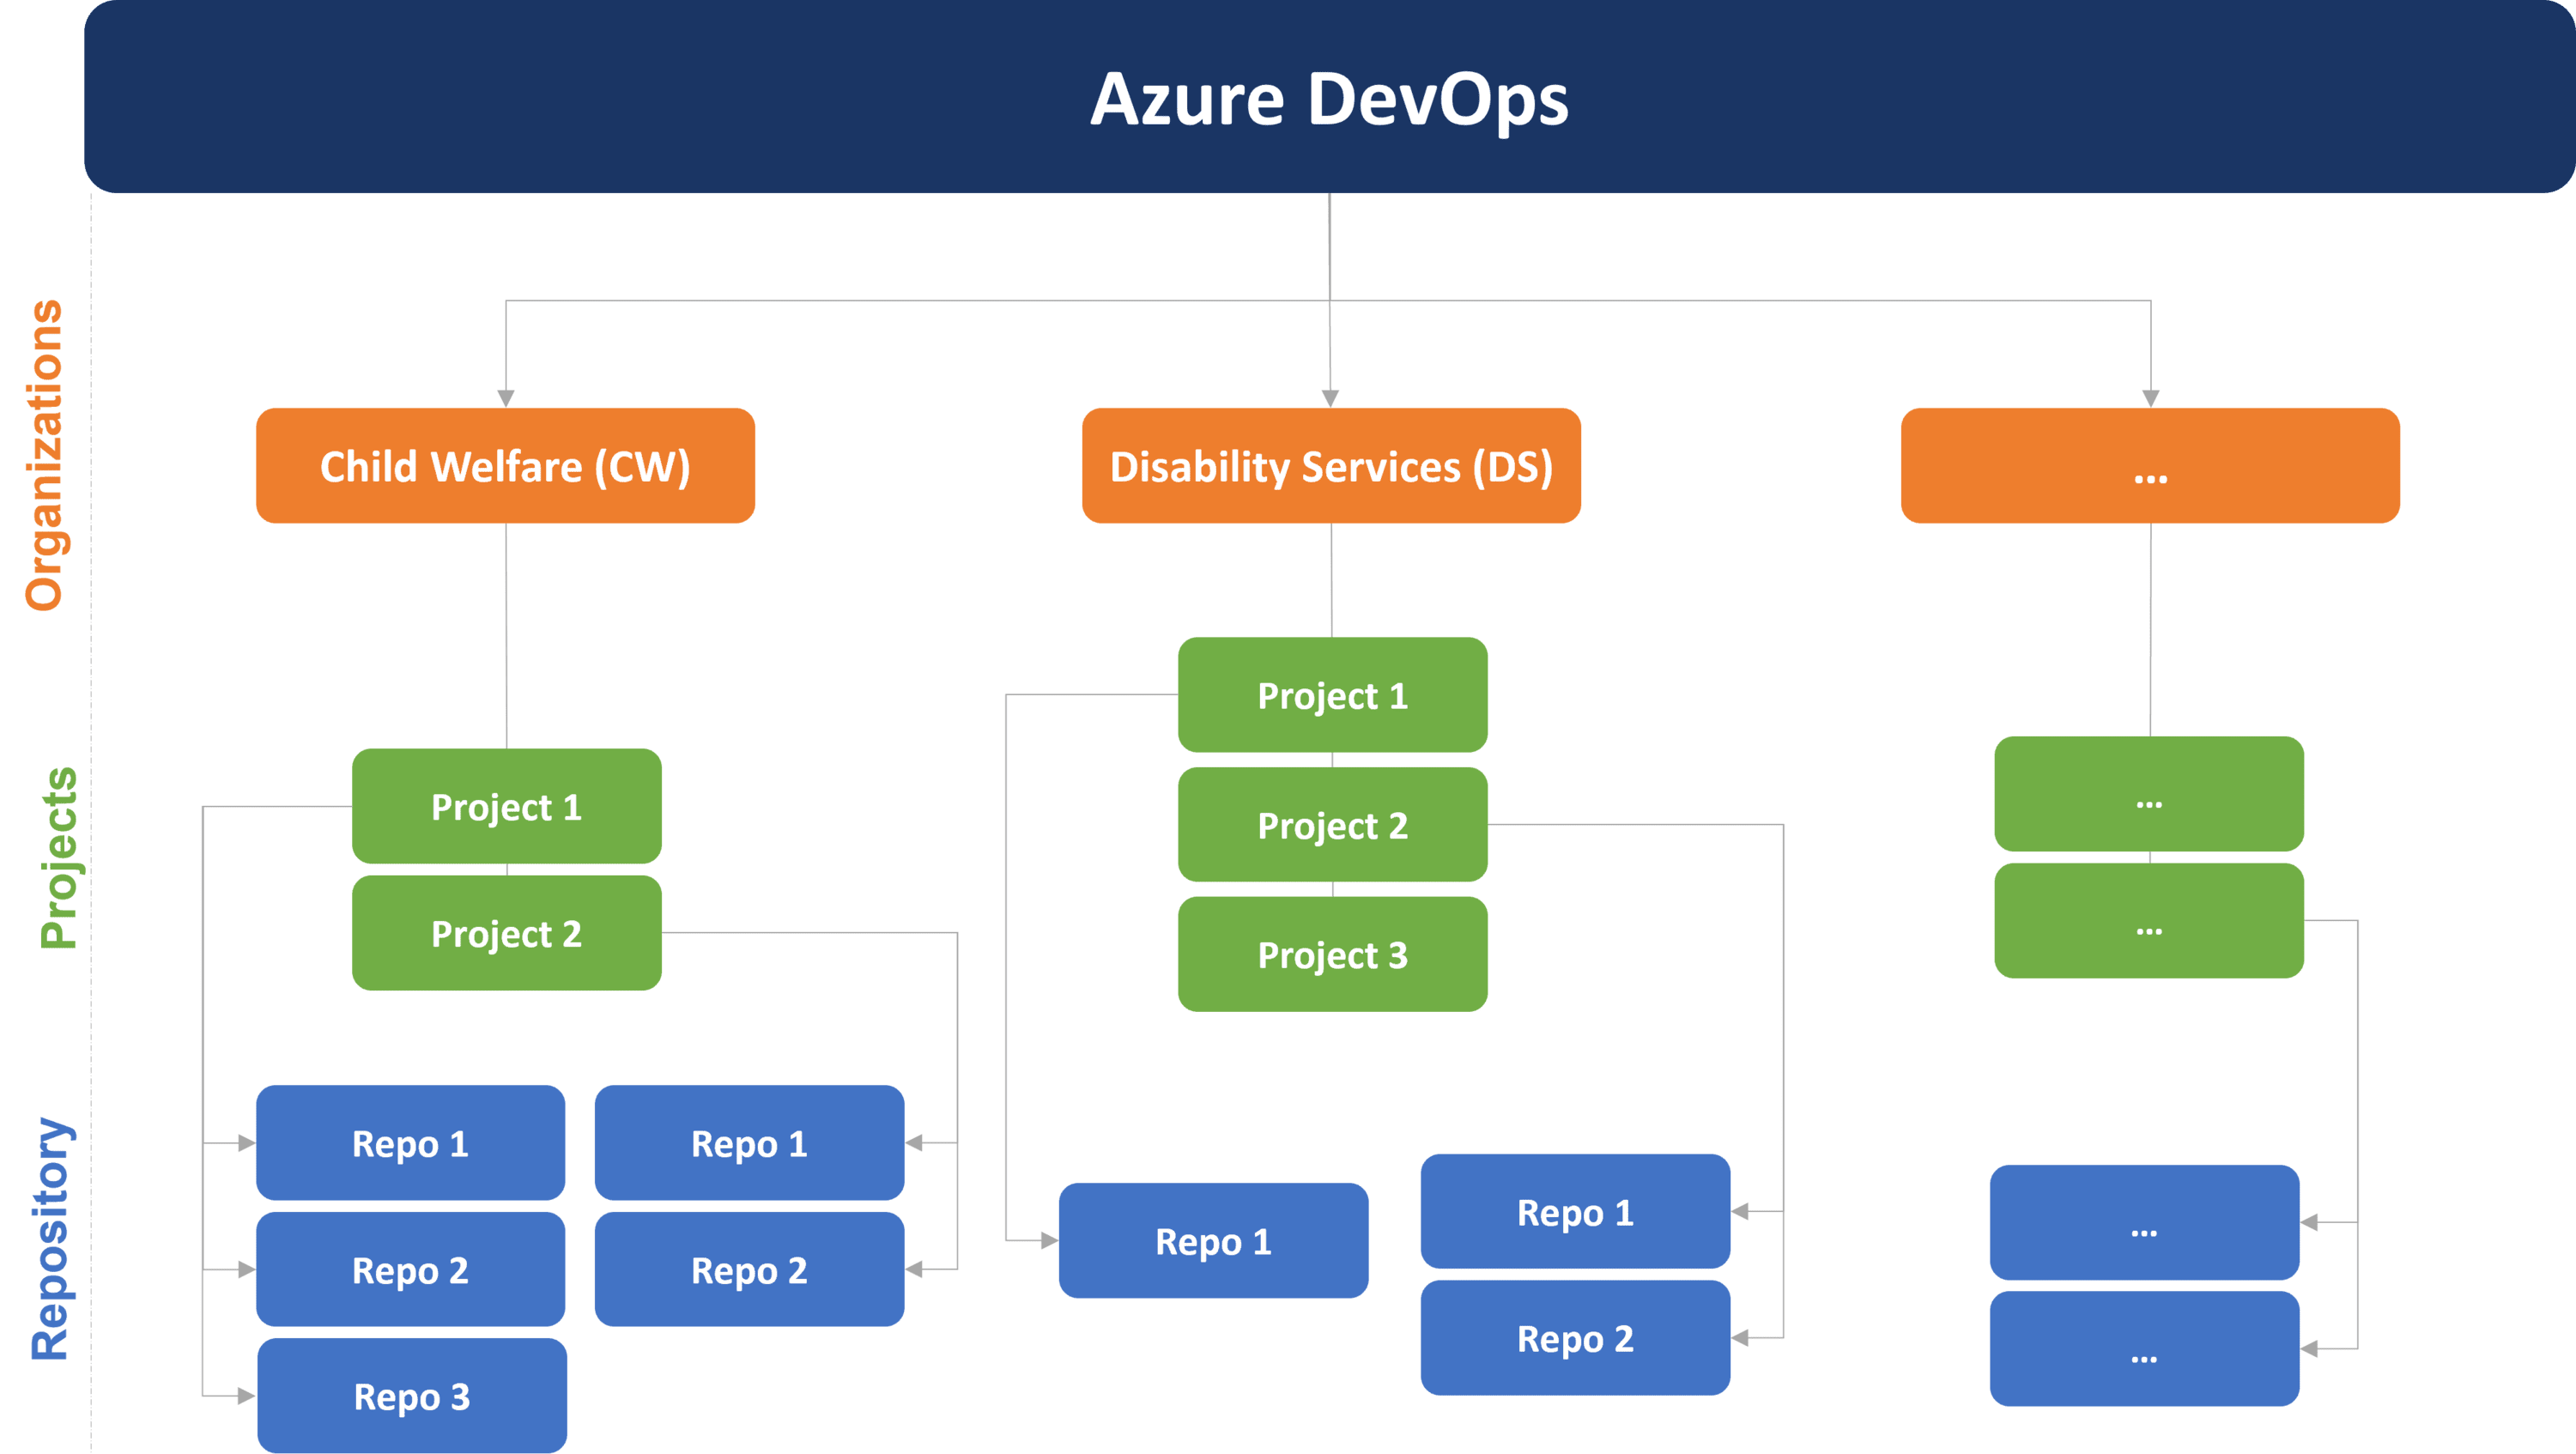 Azure DevOps
Organizations
Child Welfare (CW)
Disability Services (DS)
...
Projects
Project 1
Project 2
Project 1
Project 2
Project 3
...
...
Repository
Repo 1
Repo 2
Repo 3
Repo 1
Repo 2
Repo 1
Repo 1
Repo 2
...
...